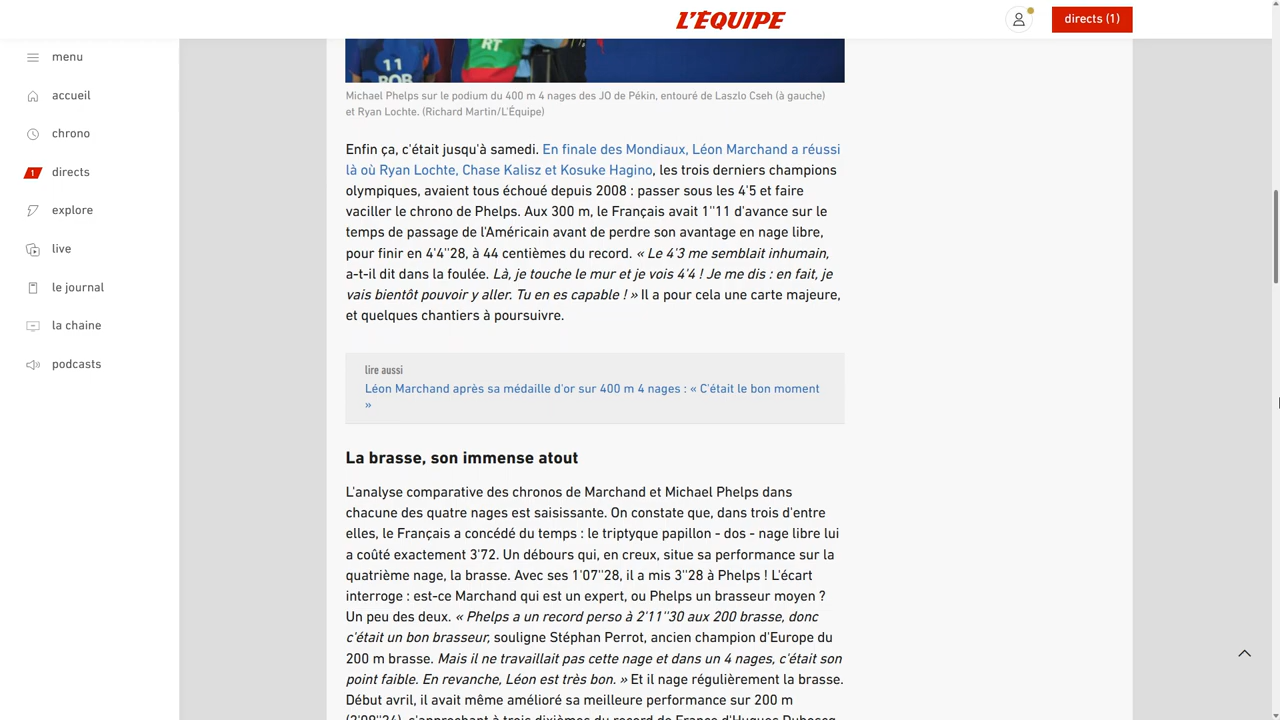 L'ÉQUIPE
directs (1)
menu
accueil
chrono
1 directs
explore
live
le journal
la chaine
podcasts
11
BOB
RT
Michael Phelps sur le podium du 400 m 4 nages des JO de Pékin, entouré de Laszlo Cseh (à gauche)
et Ryan Lochte. (Richard Martin/L'Équipe)
Enfin ça, c'était jusqu'à samedi. En finale des Mondiaux, Léon Marchand a réussi
là où Ryan Lochte, Chase Kalisz et Kosuke Hagino, les trois derniers champions
olympiques, avaient tous échoué depuis 2008 : passer sous les 4'5 et faire
vaciller le chrono de Phelps. Aux 300 m, le Français avait 1''11 d'avance sur le
temps de passage de l'Américain avant de perdre son avantage en nage libre,
pour finir en 4'4''28, à 44 centièmes du record. « Le 4'3 me semblait inhumain,
a-t-il dit dans la foulée. Là, je touche le mur et je vois 4'4 ! Je me dis : en fait, je
vais bientôt pouvoir y aller. Tu en es capable ! » Il a pour cela une carte majeure,
et quelques chantiers à poursuivre.
lire aussi
Léon Marchand après sa médaille d'or sur 400 m 4 nages : « C'était le bon moment
»
La brasse, son immense atout
L'analyse comparative des chronos de Marchand et Michael Phelps dans
chacune des quatre nages est saisissante. On constate que, dans trois d'entre
elles, le Français a concédé du temps : le triptyque papillon - dos - nage libre lui
a coûté exactement 3'72. Un débours qui, en creux, situe sa performance sur la
quatrième nage, la brasse. Avec ses 1'07''28, il a mis 3''28 à Phelps ! L'écart
interroge : est-ce Marchand qui est un expert, ou Phelps un brasseur moyen ?
Un peu des deux. « Phelps a un record perso à 2'11''30 aux 200 brasse, donc
c'était un bon brasseur, souligne Stéphan Perrot, ancien champion d'Europe du
200 m brasse. Mais il ne travaillait pas cette nage et dans un 4 nages, c'était son
point faible. En revanche, Léon est très bon. » Et il nage régulièrement la brasse.
Début avril, il avait même amélioré sa meilleure performance sur 200 m
(2'09''24), s'approchant à trois dixièmes du record de France d'Hugues Duboscq